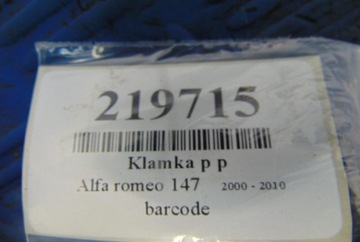 219715
Klamka p p
Alfa romeo 147 2000 - 2010
barcode